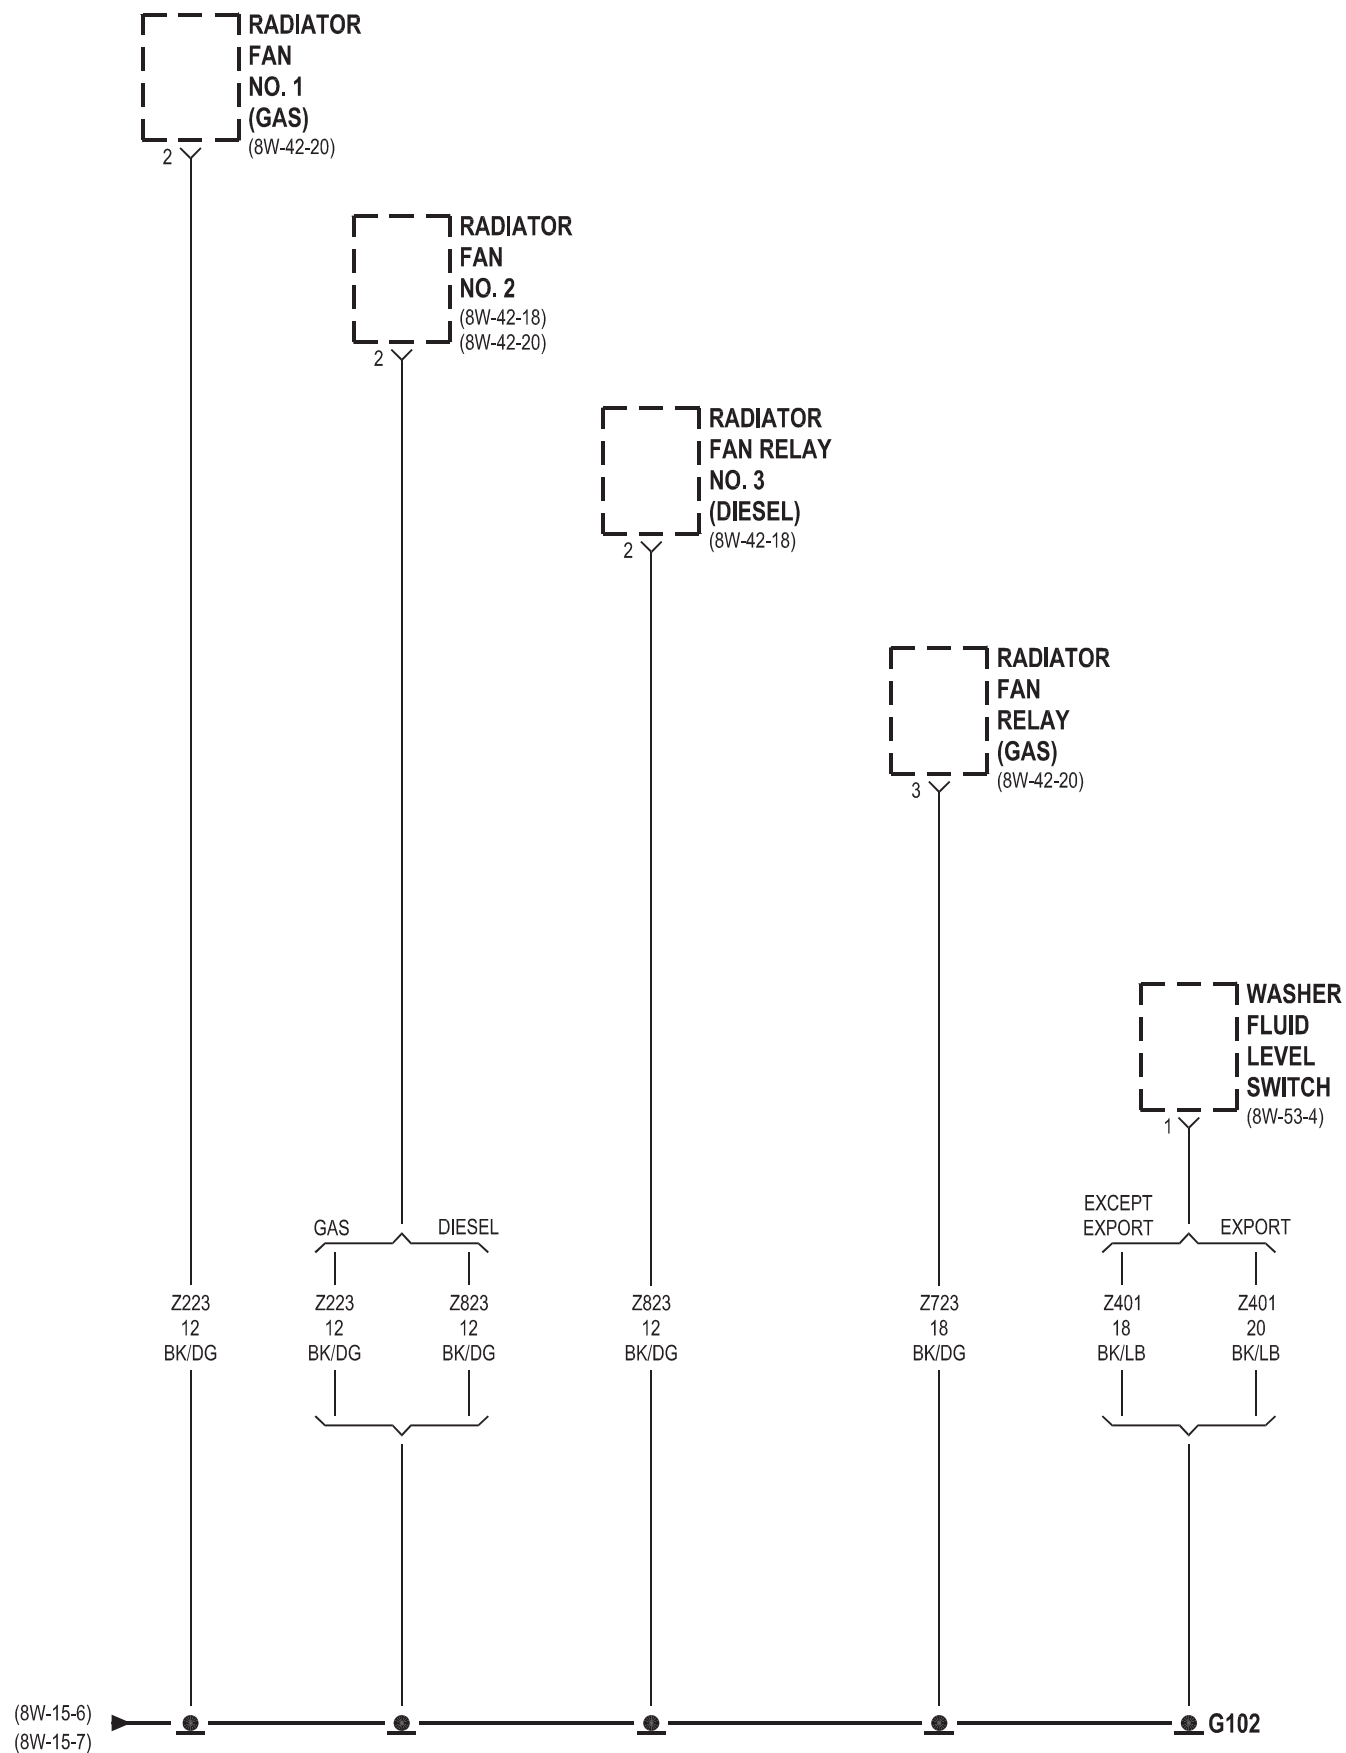 RADIATOR
FAN
NO. 1
(GAS)
(8W-42-20)
2
RADIATOR
FAN
NO. 2
(8W-42-18)
(8W-42-20)
2
RADIATOR
FAN RELAY
NO. 3
(DIESEL)
(8W-42-18)
2
RADIATOR
FAN
RELAY
(GAS)
(8W-42-20)
3
WASHER
FLUID
LEVEL
SWITCH
(8W-53-4)
1
GAS
DIESEL
EXCEPT
EXPORT
EXPORT
Z223
12
BK/DG
Z223
12
BK/DG
Z823
12
BK/DG
Z823
12
BK/DG
Z723
18
BK/DG
Z401
18
BK/LB
Z401
20
BK/LB
(8W-15-6)
(8W-15-7)
G102